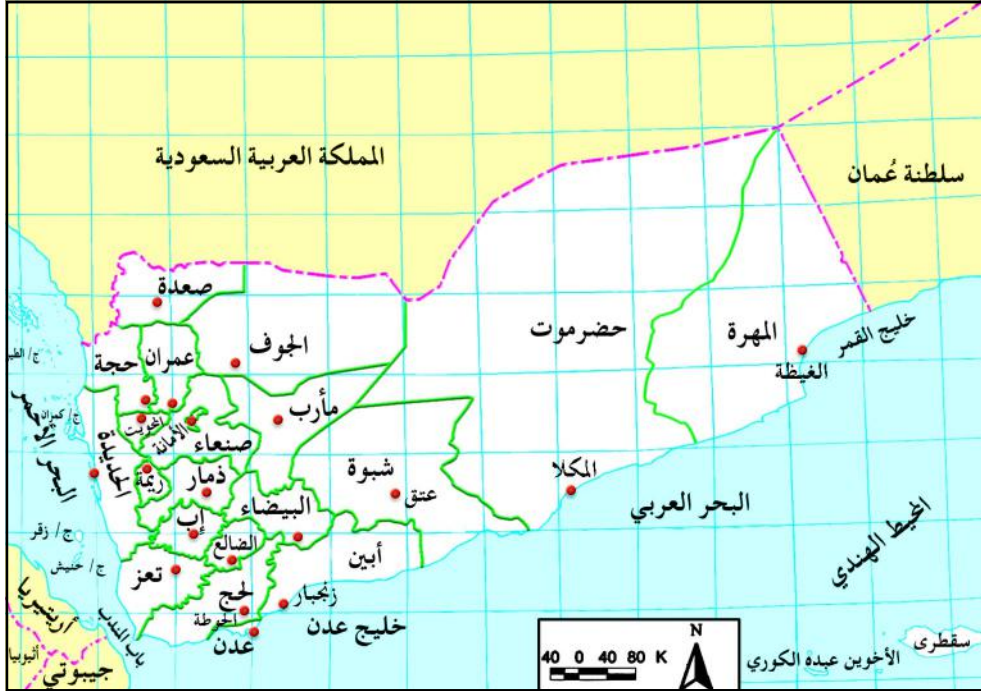 المملكة العربية السعودية
سلطنة عُمان
صعدة
حجة
عمران
الجوف
حضرموت
المهرة
خليج القمر
الغيظة
ج/ الطير
ج/ كمران
البحر الأحمر
الحديدة
المحويت
الأمانة
صنعاء
مأرب
ريمة
ذمار
البيضاء
شبوة
عتق
المكلا
البحر العربي
المحيط الهندي
إب
الضالع
أبين
ج/ زقر
ج/ حنيش
تعز
لحج
الحوطة
زنجبار
عدن
خليج عدن
باب المندب
أريتيريا
أثيوبيا
جيبوتي
N
40 0 40 80 K
الأخوين عبده الكوري
سقطرى